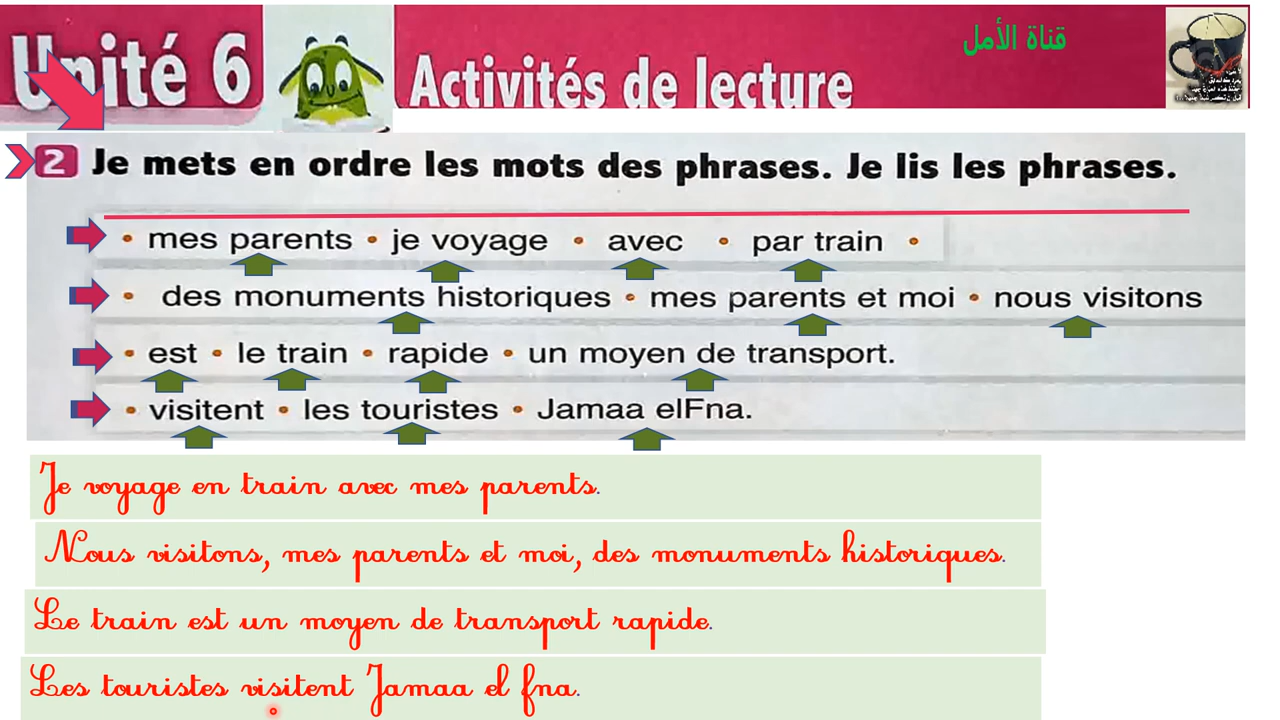 Unité 6
Activités de lecture
قناة الأمل
2 Je mets en ordre les mots des phrases. Je lis les phrases.
• mes parents • je voyage • avec • par train •
• des monuments historiques • mes parents et moi • nous visitons
• est • le train • rapide • un moyen de transport.
• visitent • les touristes • Jamaa elFna.
Je voyage en train avec mes parents.
Nous visitons, mes parents et moi, des monuments historiques.
Le train est un moyen de transport rapide.
Les touristes visitent Jamaa el fna.